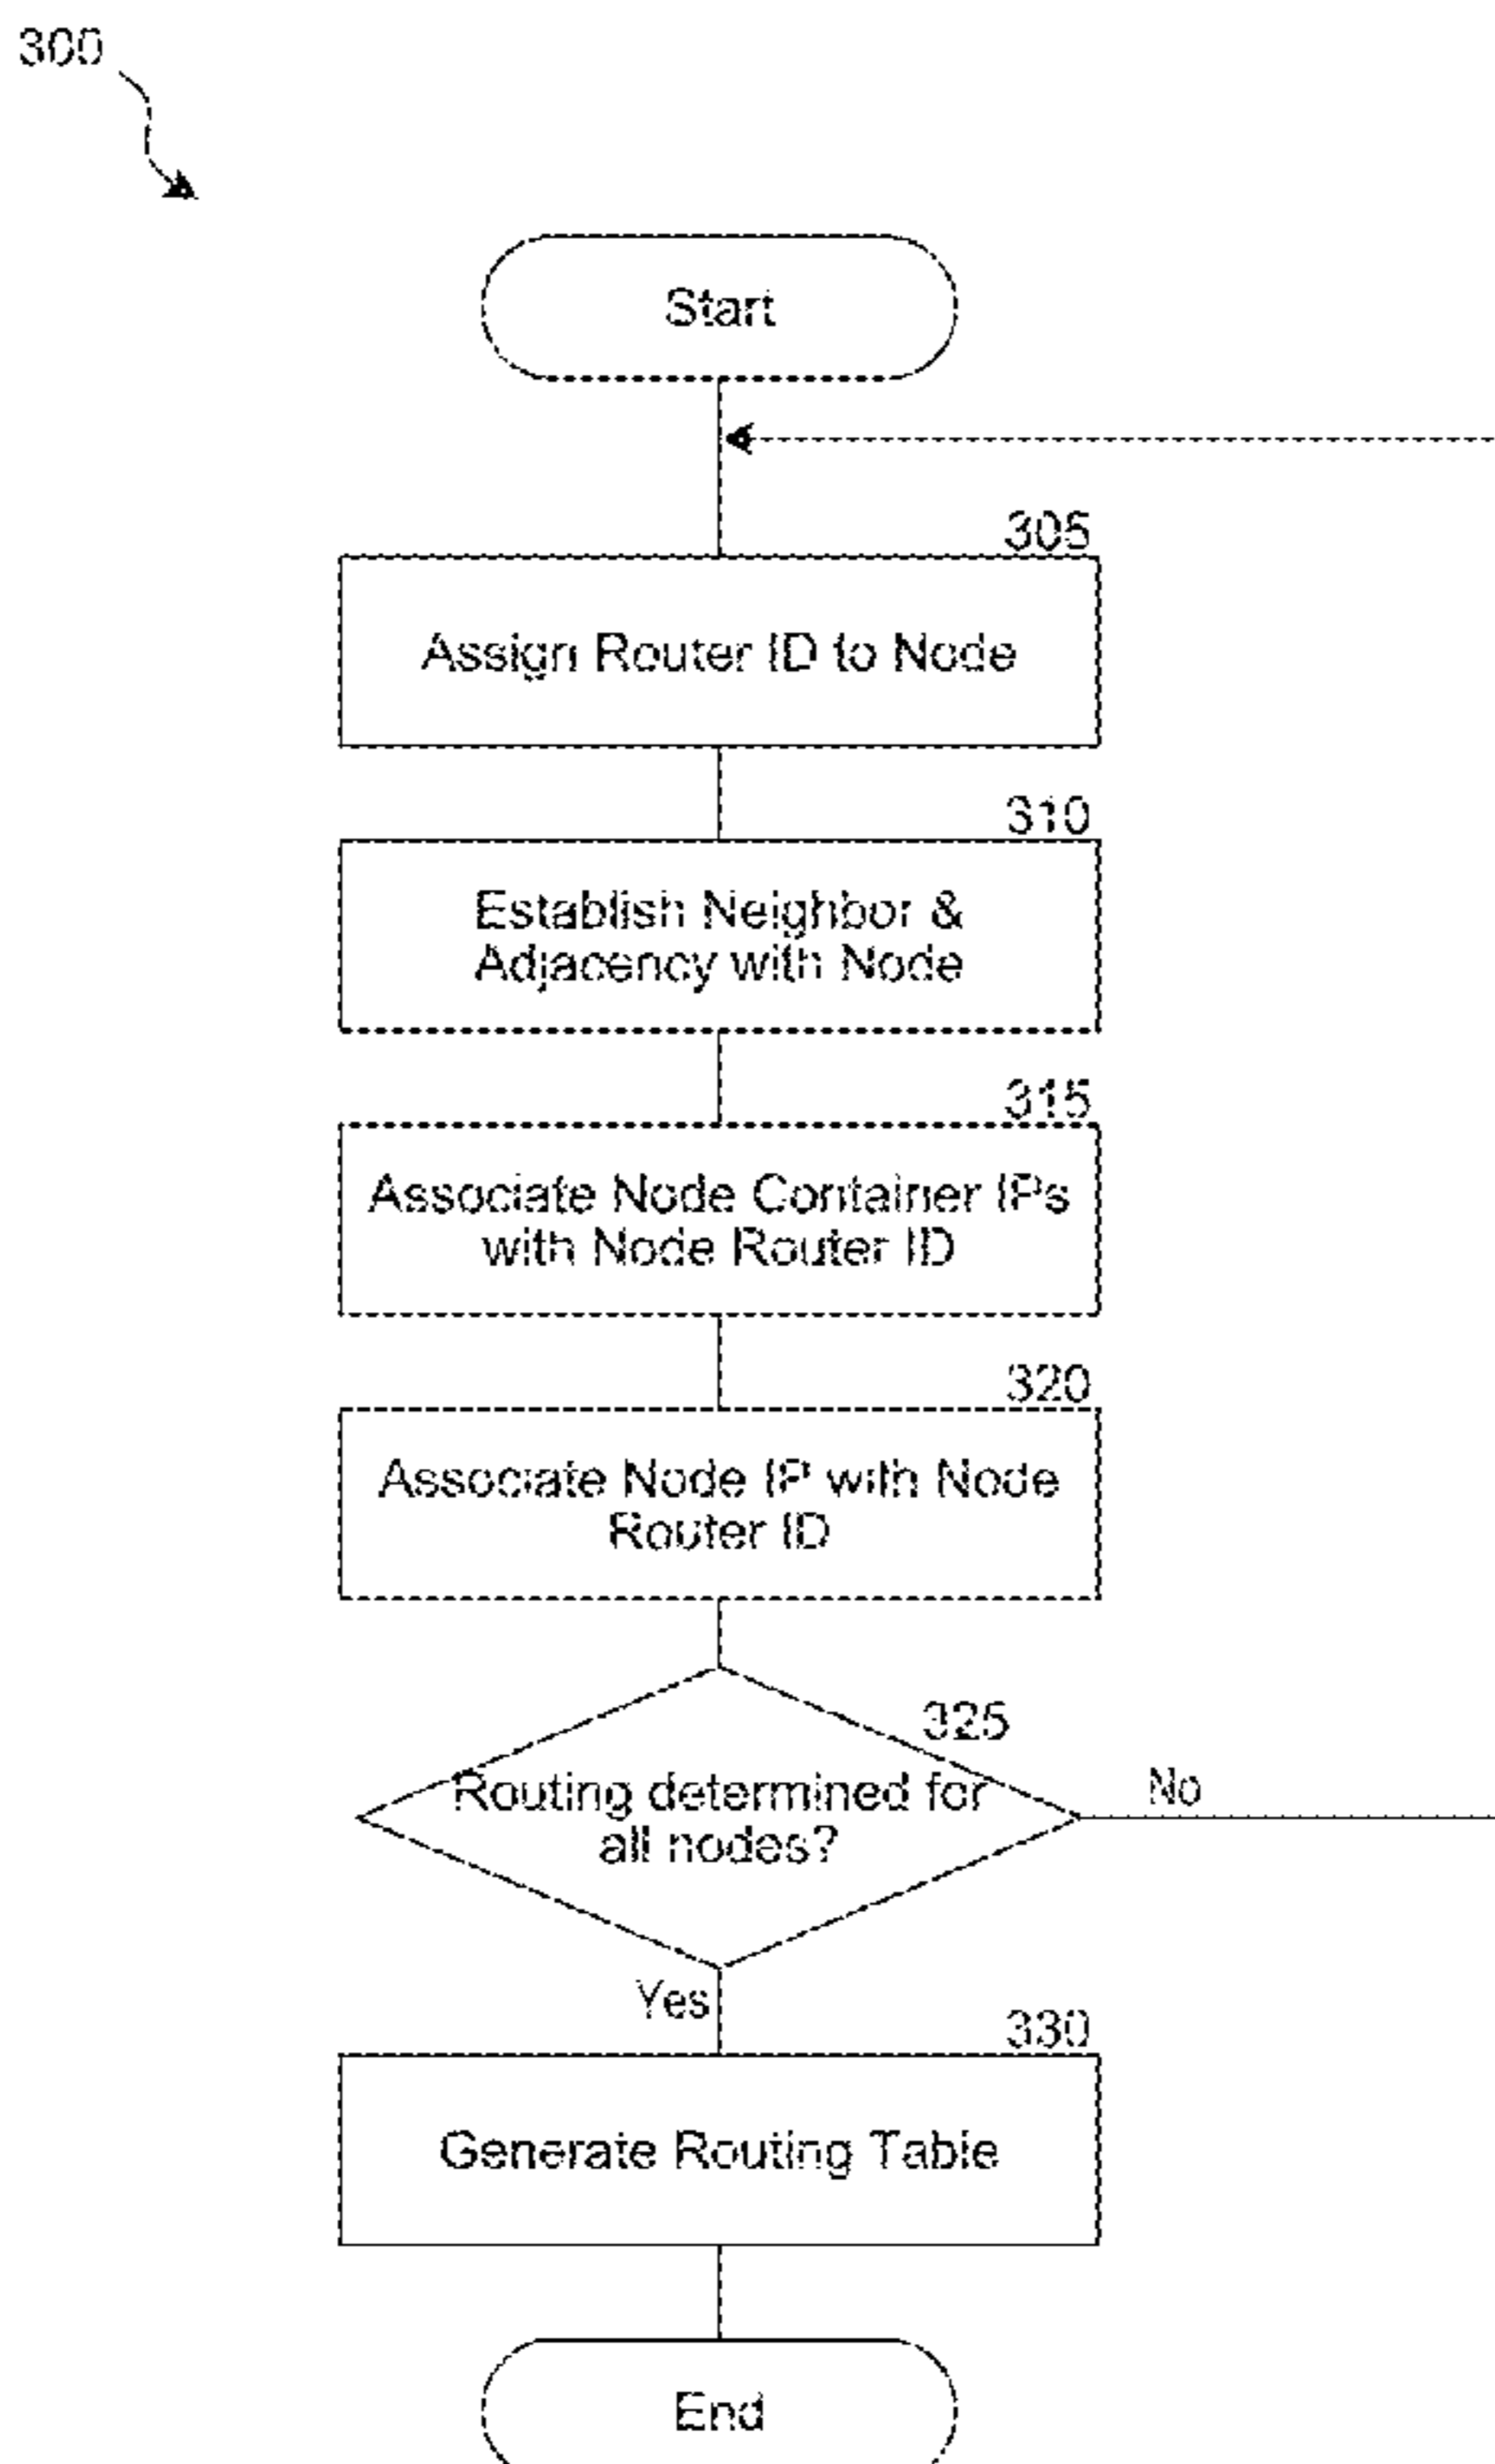 300
Start
305
Assign Router ID to Node
310
Establish Neighbor &
Adjacency with Node
315
Associate Node Container IPs
with Node Router ID
320
Associate Node IP with Node
Router ID
325
Routing determined for
all nodes?
No
Yes
330
Generate Routing Table
End